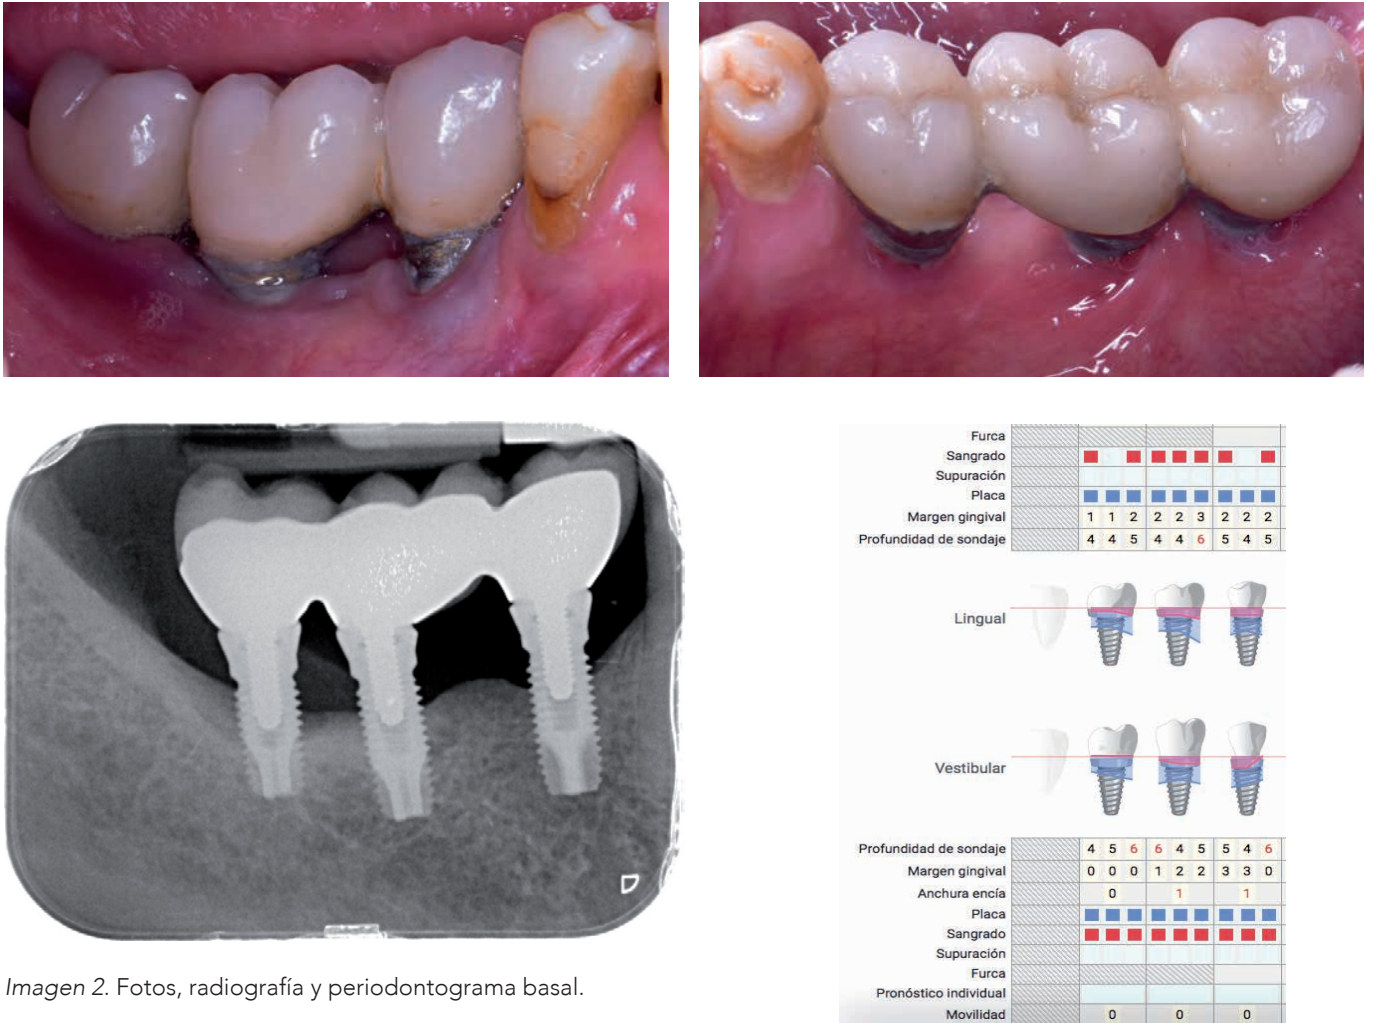 Furca
Sangrado
Supuración
Placa
Margen gingival 1 1 2 2 2 3 2 2 2
Profundidad de sondaje 4 4 5 4 4 6 5 4 5
Lingual
Vestibular
Profundidad de sondaje 4 5 6 6 4 5 5 4 6
Margen gingival 0 0 0 1 2 2 3 3 0
Anchura encía 0 1 1
Placa
Sangrado
Supuración
Furca
Pronóstico individual
Movilidad 0 0 0
D
Imagen 2. Fotos, radiografía y periodontograma basal.